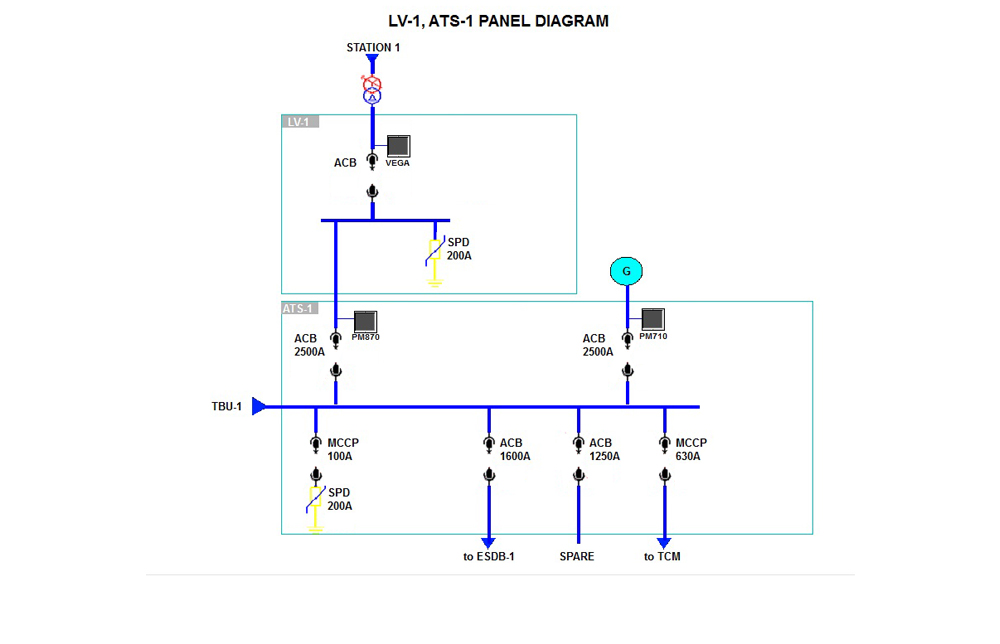 LV-1, ATS-1 PANEL DIAGRAM
STATION 1
LV-1
ACB
VEGA
SPD
200A
G
ATS-1
ACB
2500A
PM870
ACB
2500A
PM710
TBU-1
MCCP
100A
ACB
1600A
ACB
1250A
MCCP
630A
SPD
200A
to ESDB-1
SPARE
to TCM